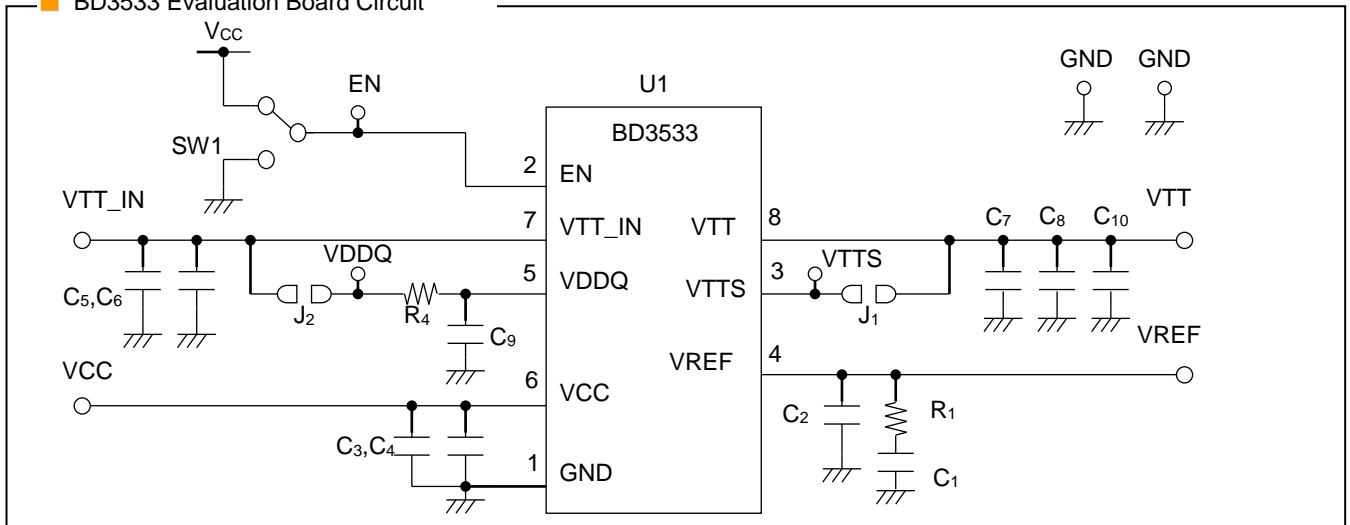 BD3533 Evaluation Board Circuit
VCC
EN
SW1
U1
BD3533
GND GND
2 EN
VTT_IN
7 VTT_IN
VTT 8
C7 C8 C10
VTT
C5,C6
VDDQ
J2
R4
5 VDDQ
C9
VTTS 3
VTTS
J1
VREF 4
VREF
C2
R1
C1
VCC
6 VCC
C3,C4
1 GND